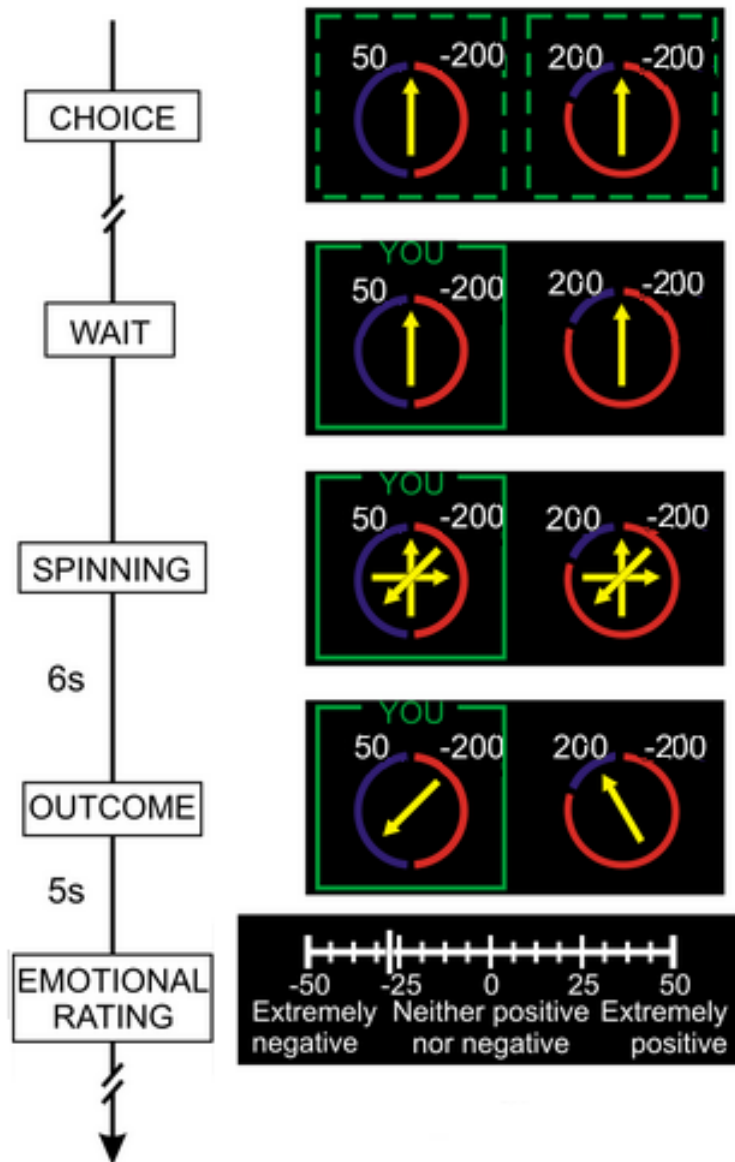 CHOICE
50 -200 200 -200
YOU
WAIT
50 -200 200 -200
YOU
SPINNING
50 -200 200 -200
6s
YOU
OUTCOME
50 -200 200 -200
5s
EMOTIONAL
RATING
-50 -25 0 25 50
Extremely Neither positive Extremely
negative nor negative positive